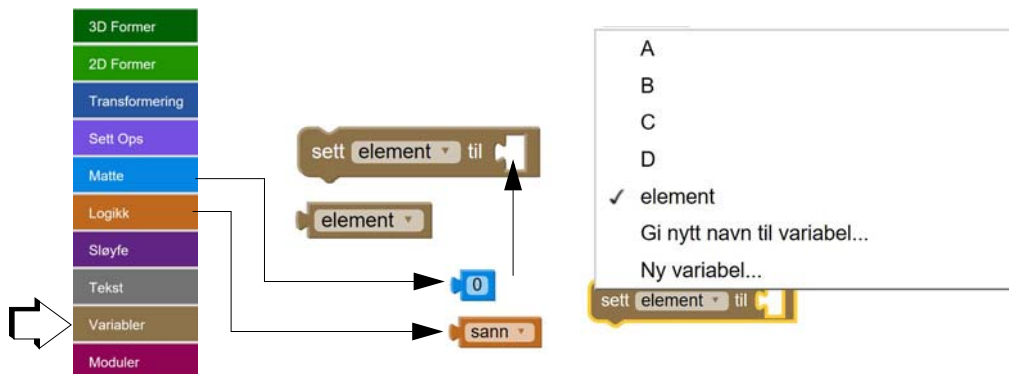 3D Former
2D Former
Transformering
Sett Ops
Matte
Logikk
Sløyfe
Tekst
Variabler
Moduler
sett element til
element
0
sann
A
B
C
D
✓ element
Gi nytt navn til variabel...
Ny variabel...
sett element til